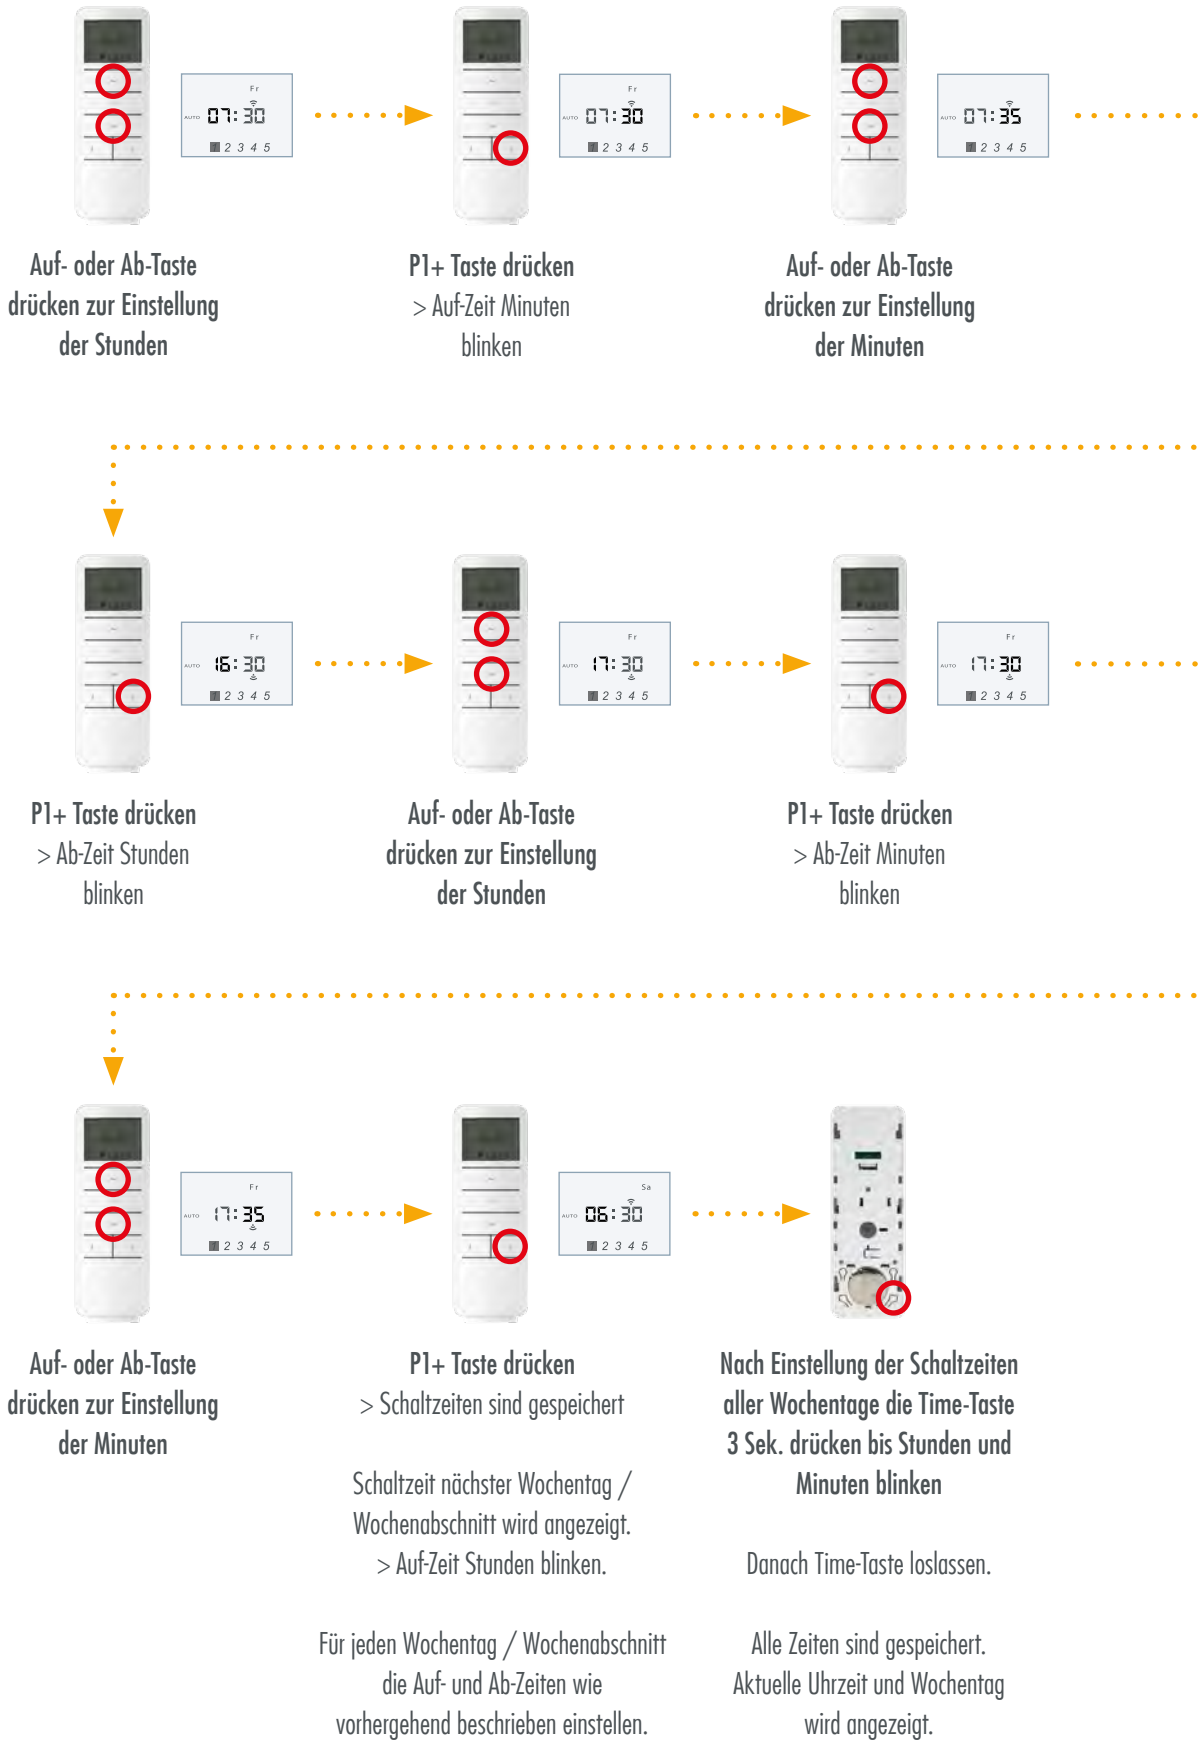 Fr
AUTO 07:30
1 2 3 4 5
Fr
AUTO 07:30
1 2 3 4 5
AUTO 07:35
1 2 3 4 5
Auf- oder Ab-Taste
drücken zur Einstellung
der Stunden
P1+ Taste drücken
> Auf-Zeit Minuten
blinken
Auf- oder Ab-Taste
drücken zur Einstellung
der Minuten
Fr
AUTO 16:30
1 2 3 4 5
Fr
AUTO 17:30
1 2 3 4 5
Fr
AUTO 17:30
1 2 3 4 5
P1+ Taste drücken
> Ab-Zeit Stunden
blinken
Auf- oder Ab-Taste
drücken zur Einstellung
der Stunden
P1+ Taste drücken
> Ab-Zeit Minuten
blinken
Fr
AUTO 17:35
1 2 3 4 5
Sa
AUTO 06:30
1 2 3 4 5
Auf- oder Ab-Taste
drücken zur Einstellung
der Minuten
P1+ Taste drücken
> Schaltzeiten sind gespeichert
Schaltzeit nächster Wochentag /
Wochenabschnitt wird angezeigt.
> Auf-Zeit Stunden blinken.
Für jeden Wochentag / Wochenabschnitt
die Auf- und Ab-Zeiten wie
vorhergehend beschrieben einstellen.
Nach Einstellung der Schaltzeiten
aller Wochentage die Time-Taste
3 Sek. drücken bis Stunden und
Minuten blinken
Danach Time-Taste loslassen.
Alle Zeiten sind gespeichert.
Aktuelle Uhrzeit und Wochentag
wird angezeigt.